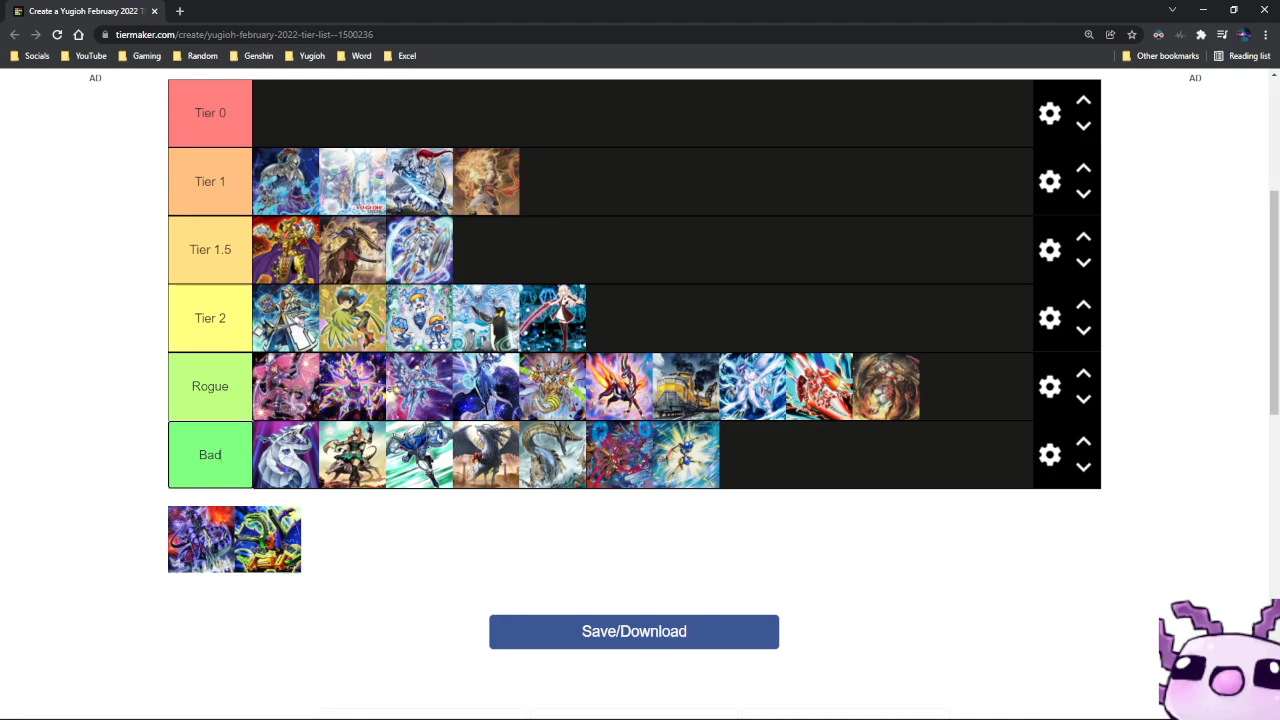 Create a Yugioh February 2022 T
tiermaker.com/create/yugioh-february-2022-tier-list--1500236
Socials
YouTube
Gaming
Random
Genshin
Yugioh
Word
Excel
Other bookmarks
Reading list
AD
AD
Tier 0
Tier 1
Tier 1.5
Tier 2
Rogue
Bad
Save/Download